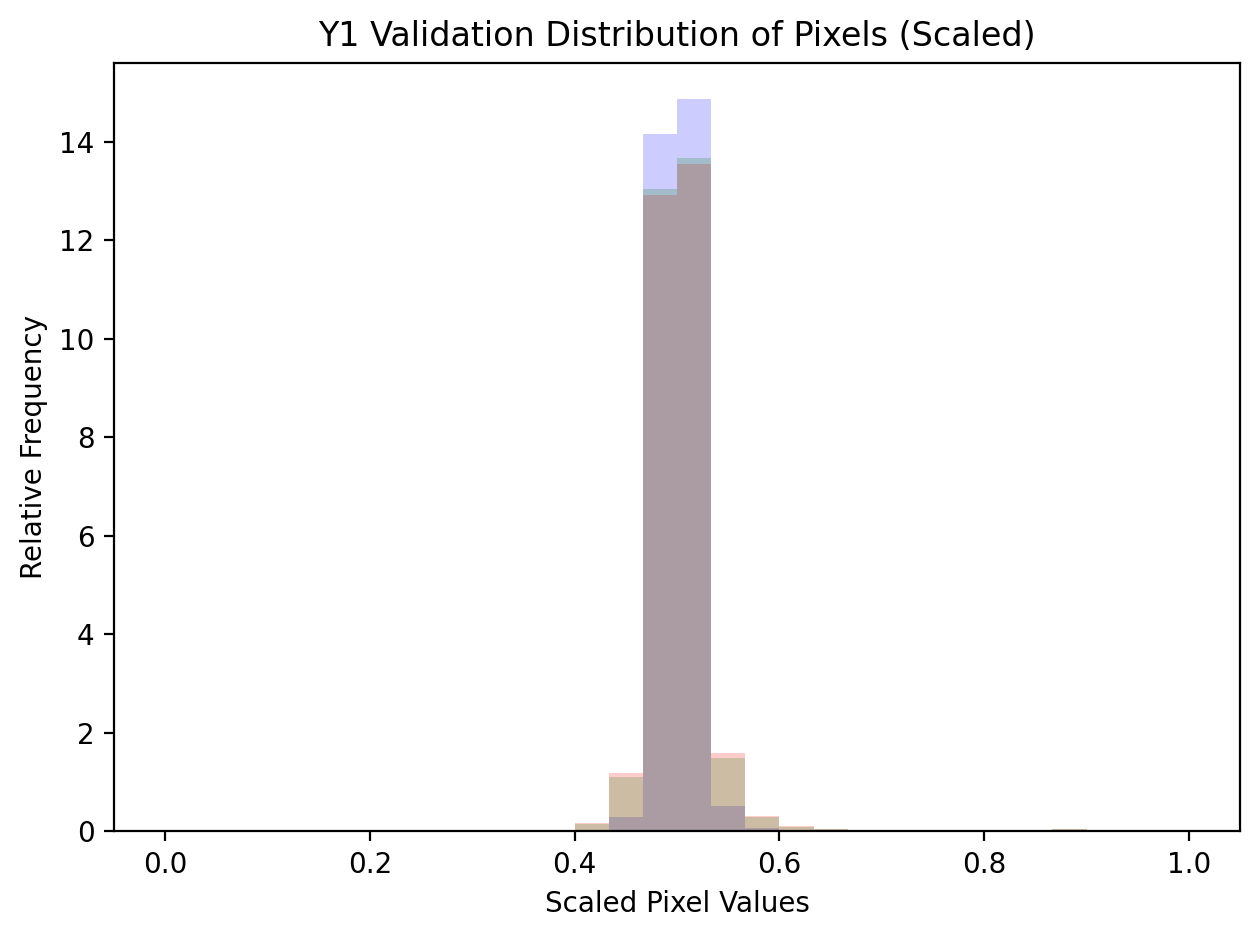 Y1 Validation Distribution of Pixels (Scaled)
Relative Frequency
14
12
10
8
6
4
2
0
0.0 0.2 0.4 0.6 0.8 1.0
Scaled Pixel Values